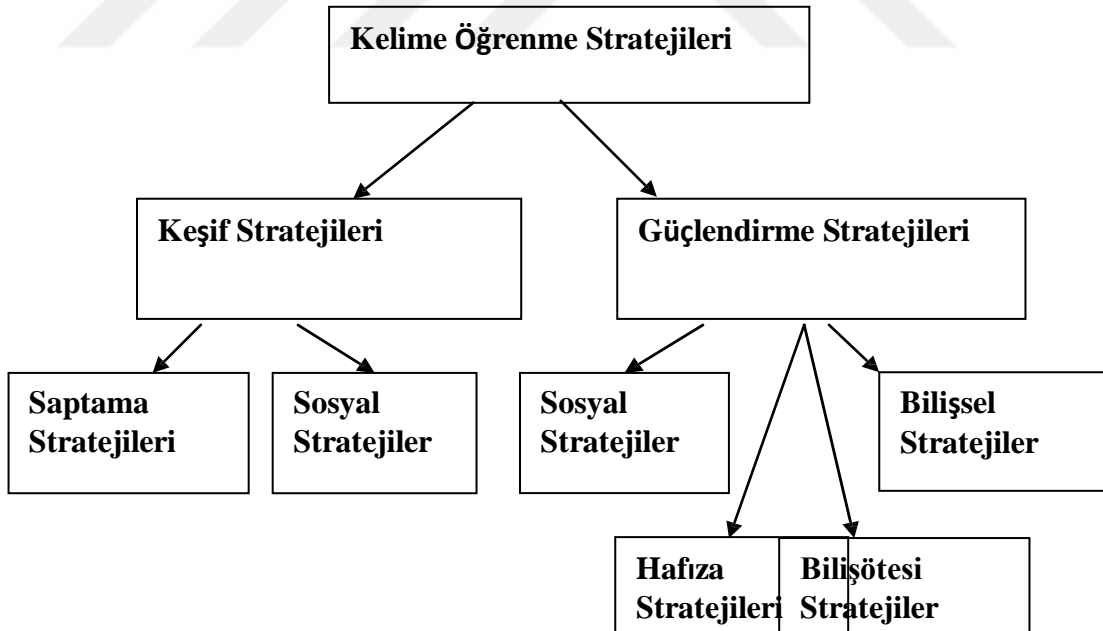 Kelime Öğrenme Stratejileri
Keşif Stratejileri
Güçlendirme Stratejileri
Saptama
Stratejileri
Sosyal
Stratejiler
Sosyal
Stratejiler
Bilişsel
Stratejiler
Hafıza
Stratejileri
Bilişötesi
Stratejiler